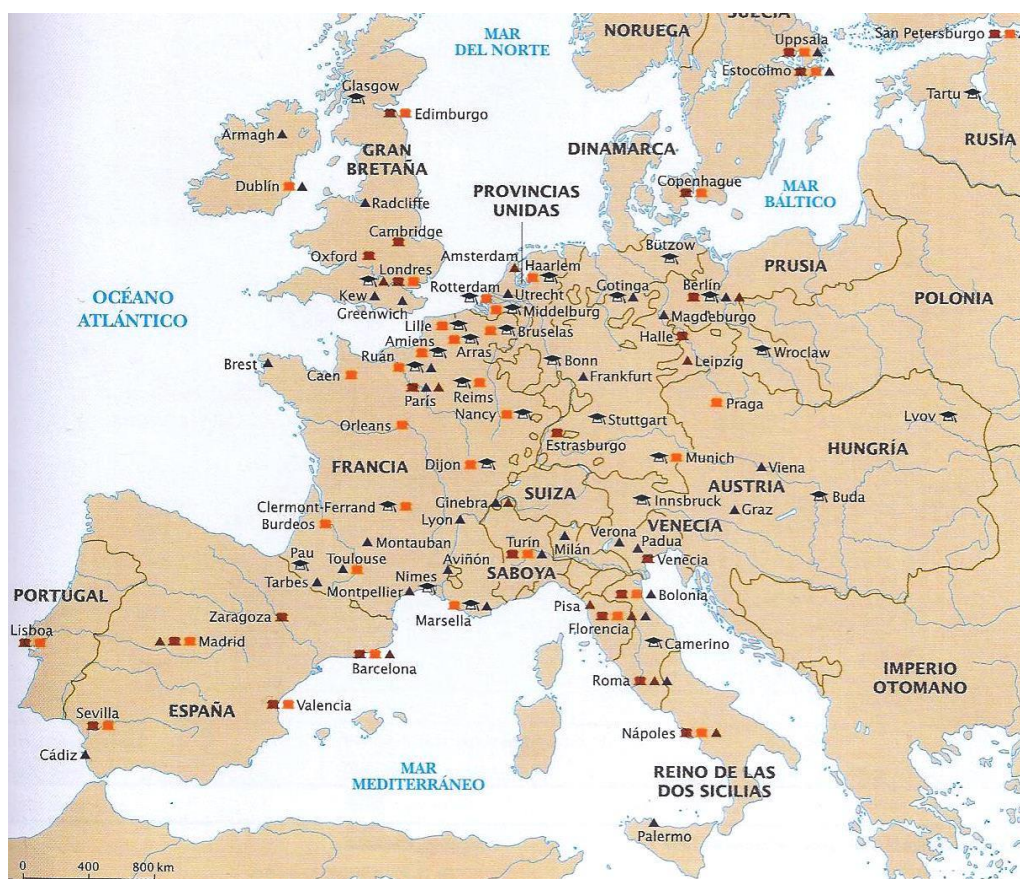 MAR
DEL NORTE
NORUEGA
SUECIA
Uppsala
San Petersburgo
Estocolmo
Glasgow
Tartu
Edimburgo
Armagh
RUSIA
GRAN
BRETAÑA
DINAMARCA
Dublín
PROVINCIAS
UNIDAS
Copenhague
MAR
BÁLTICO
Radcliffe
Cambridge
Bützow
Oxford
Amsterdam
Haarlem
PRUSIA
Londres
Rotterdam
Utrecht
Gotinga
Berlín
OCÉANO
ATLÁNTICO
Kew
Greenwich
Middelburg
Magdeburgo
POLONIA
Lille
Bruselas
Amiens
Halle
Arras
Wroclaw
Ruán
Brest
Bonn
Leipzig
Caen
Frankfurt
París
Reims
Praga
Nancy
Stuttgart
Lvov
Orleans
Estrasburgo
HUNGRÍA
Munich
FRANCIA
Dijon
Viena
AUSTRIA
SUIZA
Buda
Clermont-Ferrand
Ginebra
Innsbruck
Graz
Burdeos
Lyon
VENECIA
Montauban
Turín
Verona
Padua
Milán
Pau
Toulouse
Aviñón
Venecia
SABOYA
Tarbes
Nimes
Montpellier
PORTUGAL
Bolonia
Marsella
Pisa
Zaragoza
Florencia
Lisboa
Madrid
Camerino
Barcelona
IMPERIO
OTOMANO
Roma
Valencia
Sevilla
ESPAÑA
Nápoles
Cádiz
MAR
MEDITERRÁNEO
REINO DE LAS
DOS SICILIAS
Palermo
0 400 800 km